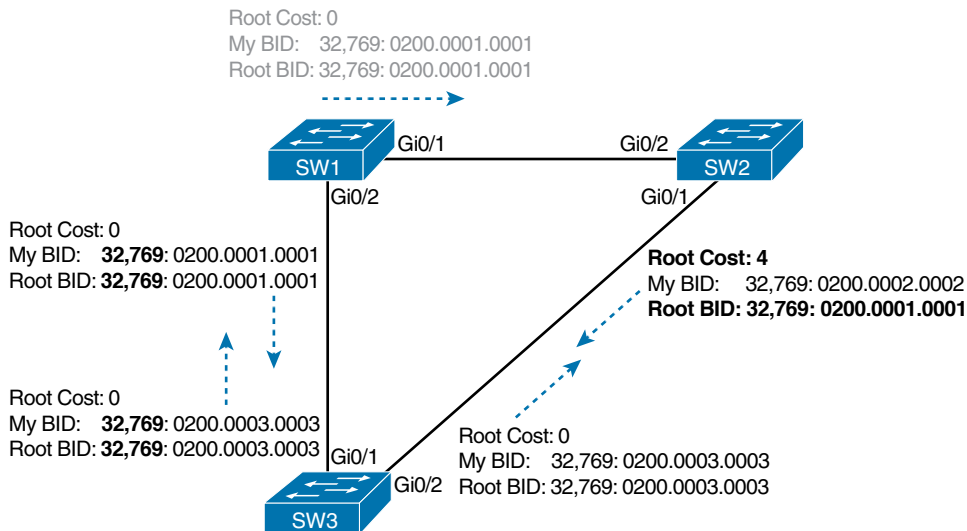 Root Cost: 0
My BID: 32,769: 0200.0001.0001
Root BID: 32,769: 0200.0001.0001
Gi0/1
Gi0/2
SW1
SW2
Gi0/2
Gi0/1
Root Cost: 0
My BID: 32,769: 0200.0001.0001
Root BID: 32,769: 0200.0001.0001
Root Cost: 4
My BID: 32,769: 0200.0002.0002
Root BID: 32,769: 0200.0001.0001
Root Cost: 0
My BID: 32,769: 0200.0003.0003
Root BID: 32,769: 0200.0003.0003
Root Cost: 0
My BID: 32,769: 0200.0003.0003
Root BID: 32,769: 0200.0003.0003
Gi0/1
Gi0/2
SW3